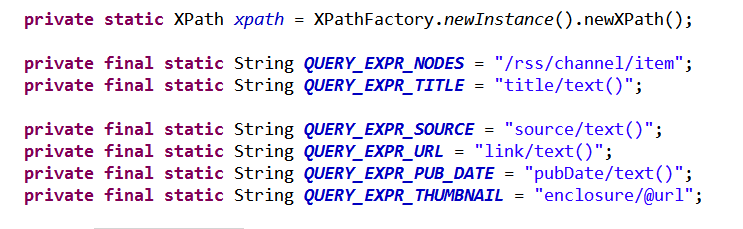 private static XPath xpath = XPathFactory.newInstance().newXPath();
private final static String QUERY_EXPR_NODES = "/rss/channel/item";
private final static String QUERY_EXPR_TITLE = "title/text()";
private final static String QUERY_EXPR_SOURCE = "source/text()";
private final static String QUERY_EXPR_URL = "link/text()";
private final static String QUERY_EXPR_PUB_DATE = "pubDate/text()";
private final static String QUERY_EXPR_THUMBNAIL = "enclosure/@url";